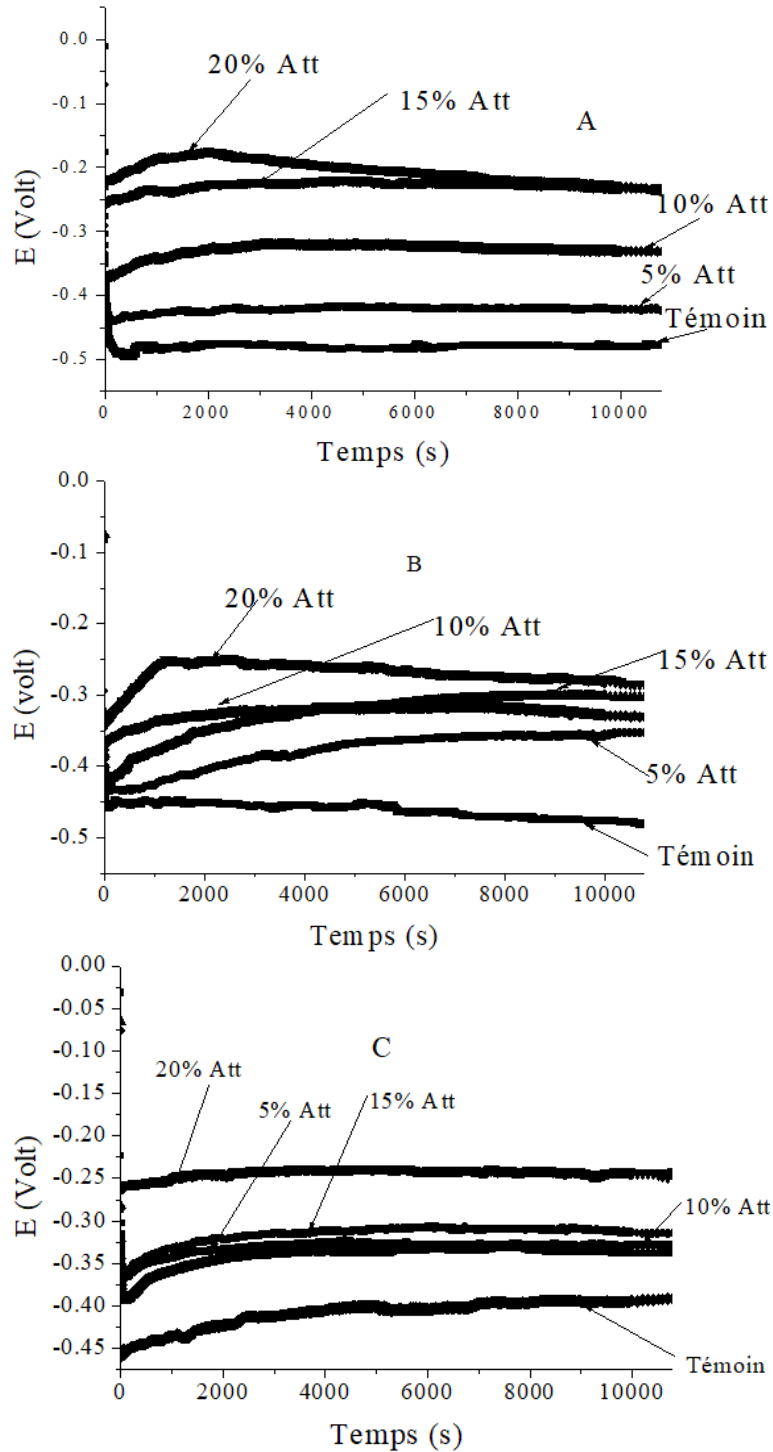 0.0
-0.1
-0.2
-0.3
-0.4
-0.5
E (Volt)
20% Att
15% Att
A
10% Att
5% Att
Témoin
0 2000 4000 6000 8000 10000
Temps (s)
0.0
-0.1
-0.2
-0.3
-0.4
-0.5
E (volt)
B
20% Att
10% Att
15% Att
5% Att
Témoin
0 2000 4000 6000 8000 10000
Temps (s)
0.00
-0.05
-0.10
-0.15
-0.20
-0.25
-0.30
-0.35
-0.40
-0.45
E (Volt)
C
20% Att
5% Att
15% Att
10% Att
Témoin
0 2000 4000 6000 8000 10000
Temps (s)